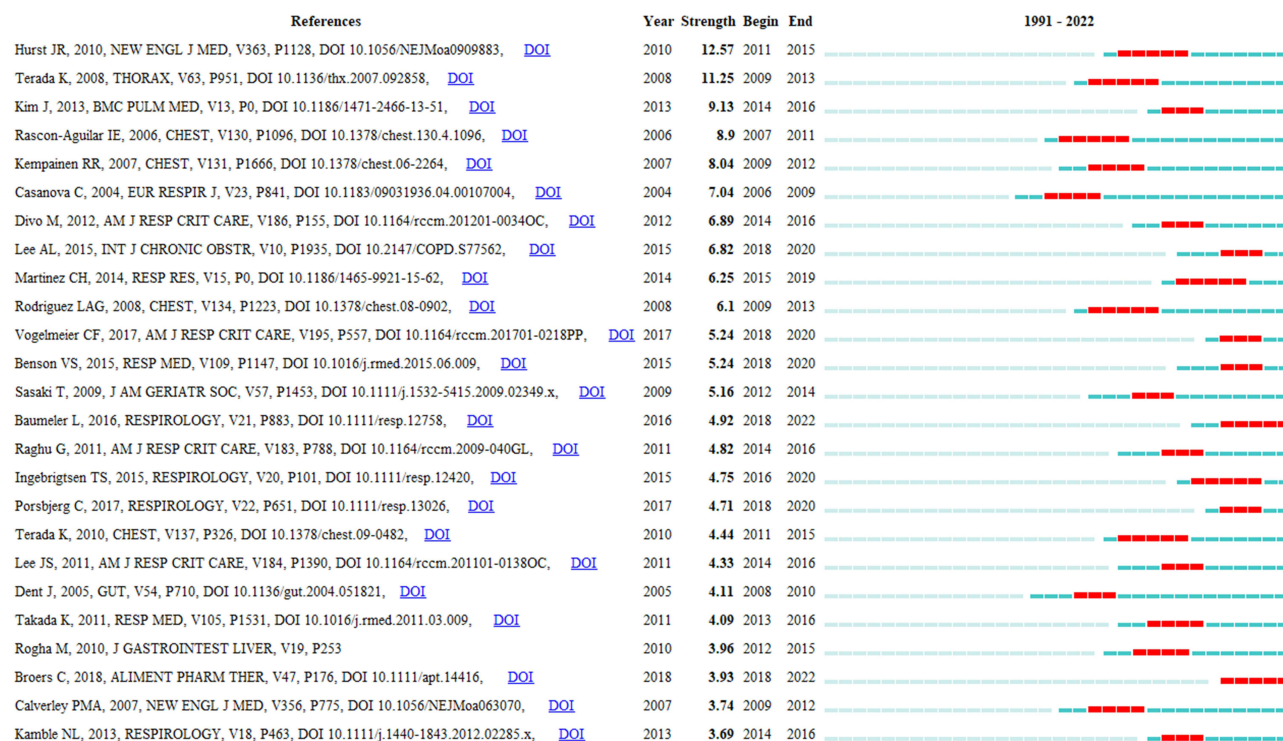 References Year Strength Begin End 1991 - 2022
Hurst JR, 2010, NEW ENGL J MED, V363, P1128, DOI 10.1056/NEJMoa0909883, DOI 2010 12.57 2011 2015
Terada K, 2008, THORAX, V63, P951, DOI 10.1136/thx.2007.092858, DOI 2008 11.25 2009 2013
Kim J, 2013, BMC PULM MED, V13, P0, DOI 10.1186/1471-2466-13-51, DOI 2013 9.13 2014 2016
Rascon-Aguilar IE, 2006, CHEST, V130, P1096, DOI 10.1378/chest.130.4.1096, DOI 2006 8.9 2007 2011
Kempainen RR, 2007, CHEST, V131, P1666, DOI 10.1378/chest.06-2264, DOI 2007 8.04 2009 2012
Casanova C, 2004, EUR RESPIR J, V23, P841, DOI 10.1183/09031936.04.00107004, DOI 2004 7.04 2006 2009
Divo M, 2012, AM J RESP CRIT CARE, V186, P155, DOI 10.1164/rccm.201201-0034OC, DOI 2012 6.89 2014 2016
Lee AL, 2015, INT J CHRONIC OBSTR, V10, P1935, DOI 10.2147/COPD.S77562, DOI 2015 6.82 2018 2020
Martinez CH, 2014, RESP RES, V15, P0, DOI 10.1186/1465-9921-15-62, DOI 2014 6.25 2015 2019
Rodriguez LAG, 2008, CHEST, V134, P1223, DOI 10.1378/chest.08-0902, DOI 2008 6.1 2009 2013
Vogelmeier CF, 2017, AM J RESP CRIT CARE, V195, P557, DOI 10.1164/rccm.201701-0218PP, DOI 2017 5.24 2018 2020
Benson VS, 2015, RESP MED, V109, P1147, DOI 10.1016/j.rmed.2015.06.009, DOI 2015 5.24 2018 2020
Sasaki T, 2009, J AM GERIATR SOC, V57, P1453, DOI 10.1111/j.1532-5415.2009.02349.x, DOI 2009 5.16 2012 2014
Baumeler L, 2016, RESPIROLOGY, V21, P883, DOI 10.1111/resp.12758, DOI 2016 4.92 2018 2022
Raghu G, 2011, AM J RESP CRIT CARE, V183, P788, DOI 10.1164/rccm.2009-040GL, DOI 2011 4.82 2014 2016
Ingebrigtsen TS, 2015, RESPIROLOGY, V20, P101, DOI 10.1111/resp.12420, DOI 2015 4.75 2016 2020
Porsbjerg C, 2017, RESPIROLOGY, V22, P651, DOI 10.1111/resp.13026, DOI 2017 4.71 2018 2020
Terada K, 2010, CHEST, V137, P326, DOI 10.1378/chest.09-0482, DOI 2010 4.44 2011 2015
Lee JS, 2011, AM J RESP CRIT CARE, V184, P1390, DOI 10.1164/rccm.201101-0138OC, DOI 2011 4.33 2014 2016
Dent J, 2005, GUT, V54, P710, DOI 10.1136/gut.2004.051821, DOI 2005 4.11 2008 2010
Takada K, 2011, RESP MED, V105, P1531, DOI 10.1016/j.rmed.2011.03.009, DOI 2011 4.09 2013 2016
Rogha M, 2010, J GASTROINTEST LIVER, V19, P253 2010 3.96 2012 2015
Broers C, 2018, ALIMENT PHARM THER, V47, P176, DOI 10.1111/apt.14416, DOI 2018 3.93 2018 2022
Calverley PMA, 2007, NEW ENGL J MED, V356, P775, DOI 10.1056/NEJMoa063070, DOI 2007 3.74 2009 2012
Kamble NL, 2013, RESPIROLOGY, V18, P463, DOI 10.1111/j.1440-1843.2012.02285.x, DOI 2013 3.69 2014 2016